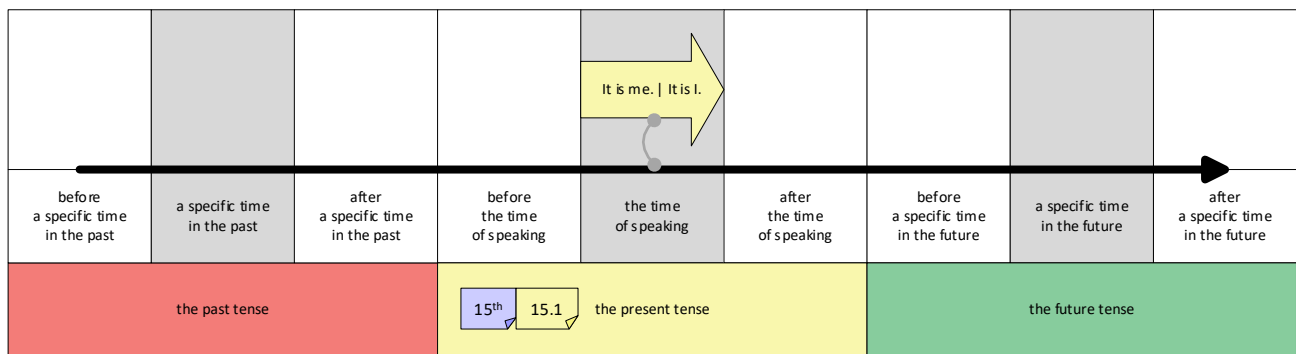 It is me. | It is I.
before
a specific time
in the past
a specific time
in the past
after
a specific time
in the past
before
the time
of speaking
the time
of speaking
after
the time
of speaking
before
a specific time
in the future
a specific time
in the future
after
a specific time
in the future
the past tense
15th
15.1
the present tense
the future tense